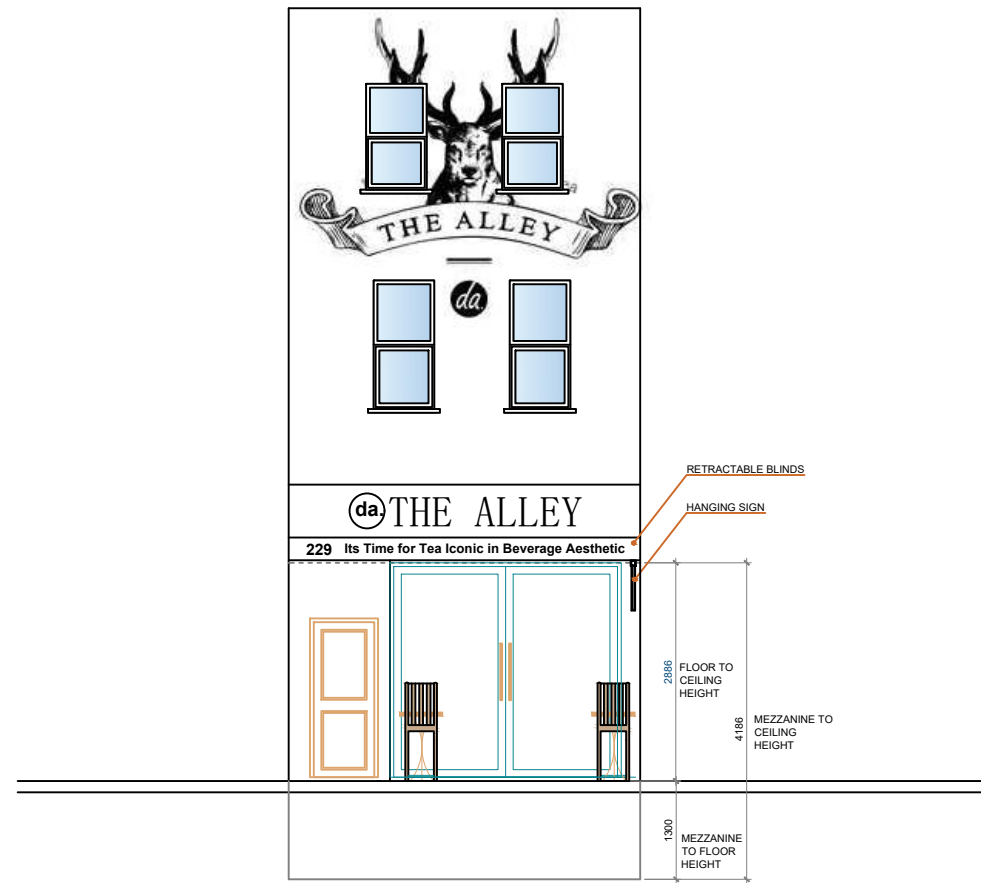 THE ALLEY
da.
RETRACTABLE BLINDS
HANGING SIGN
da. THE ALLEY
229 Its Time for Tea Iconic in Beverage Aesthetic
2886
FLOOR TO
CEILING
HEIGHT
4186
MEZZANINE TO
CEILING
HEIGHT
1300
MEZZANINE
TO FLOOR
HEIGHT